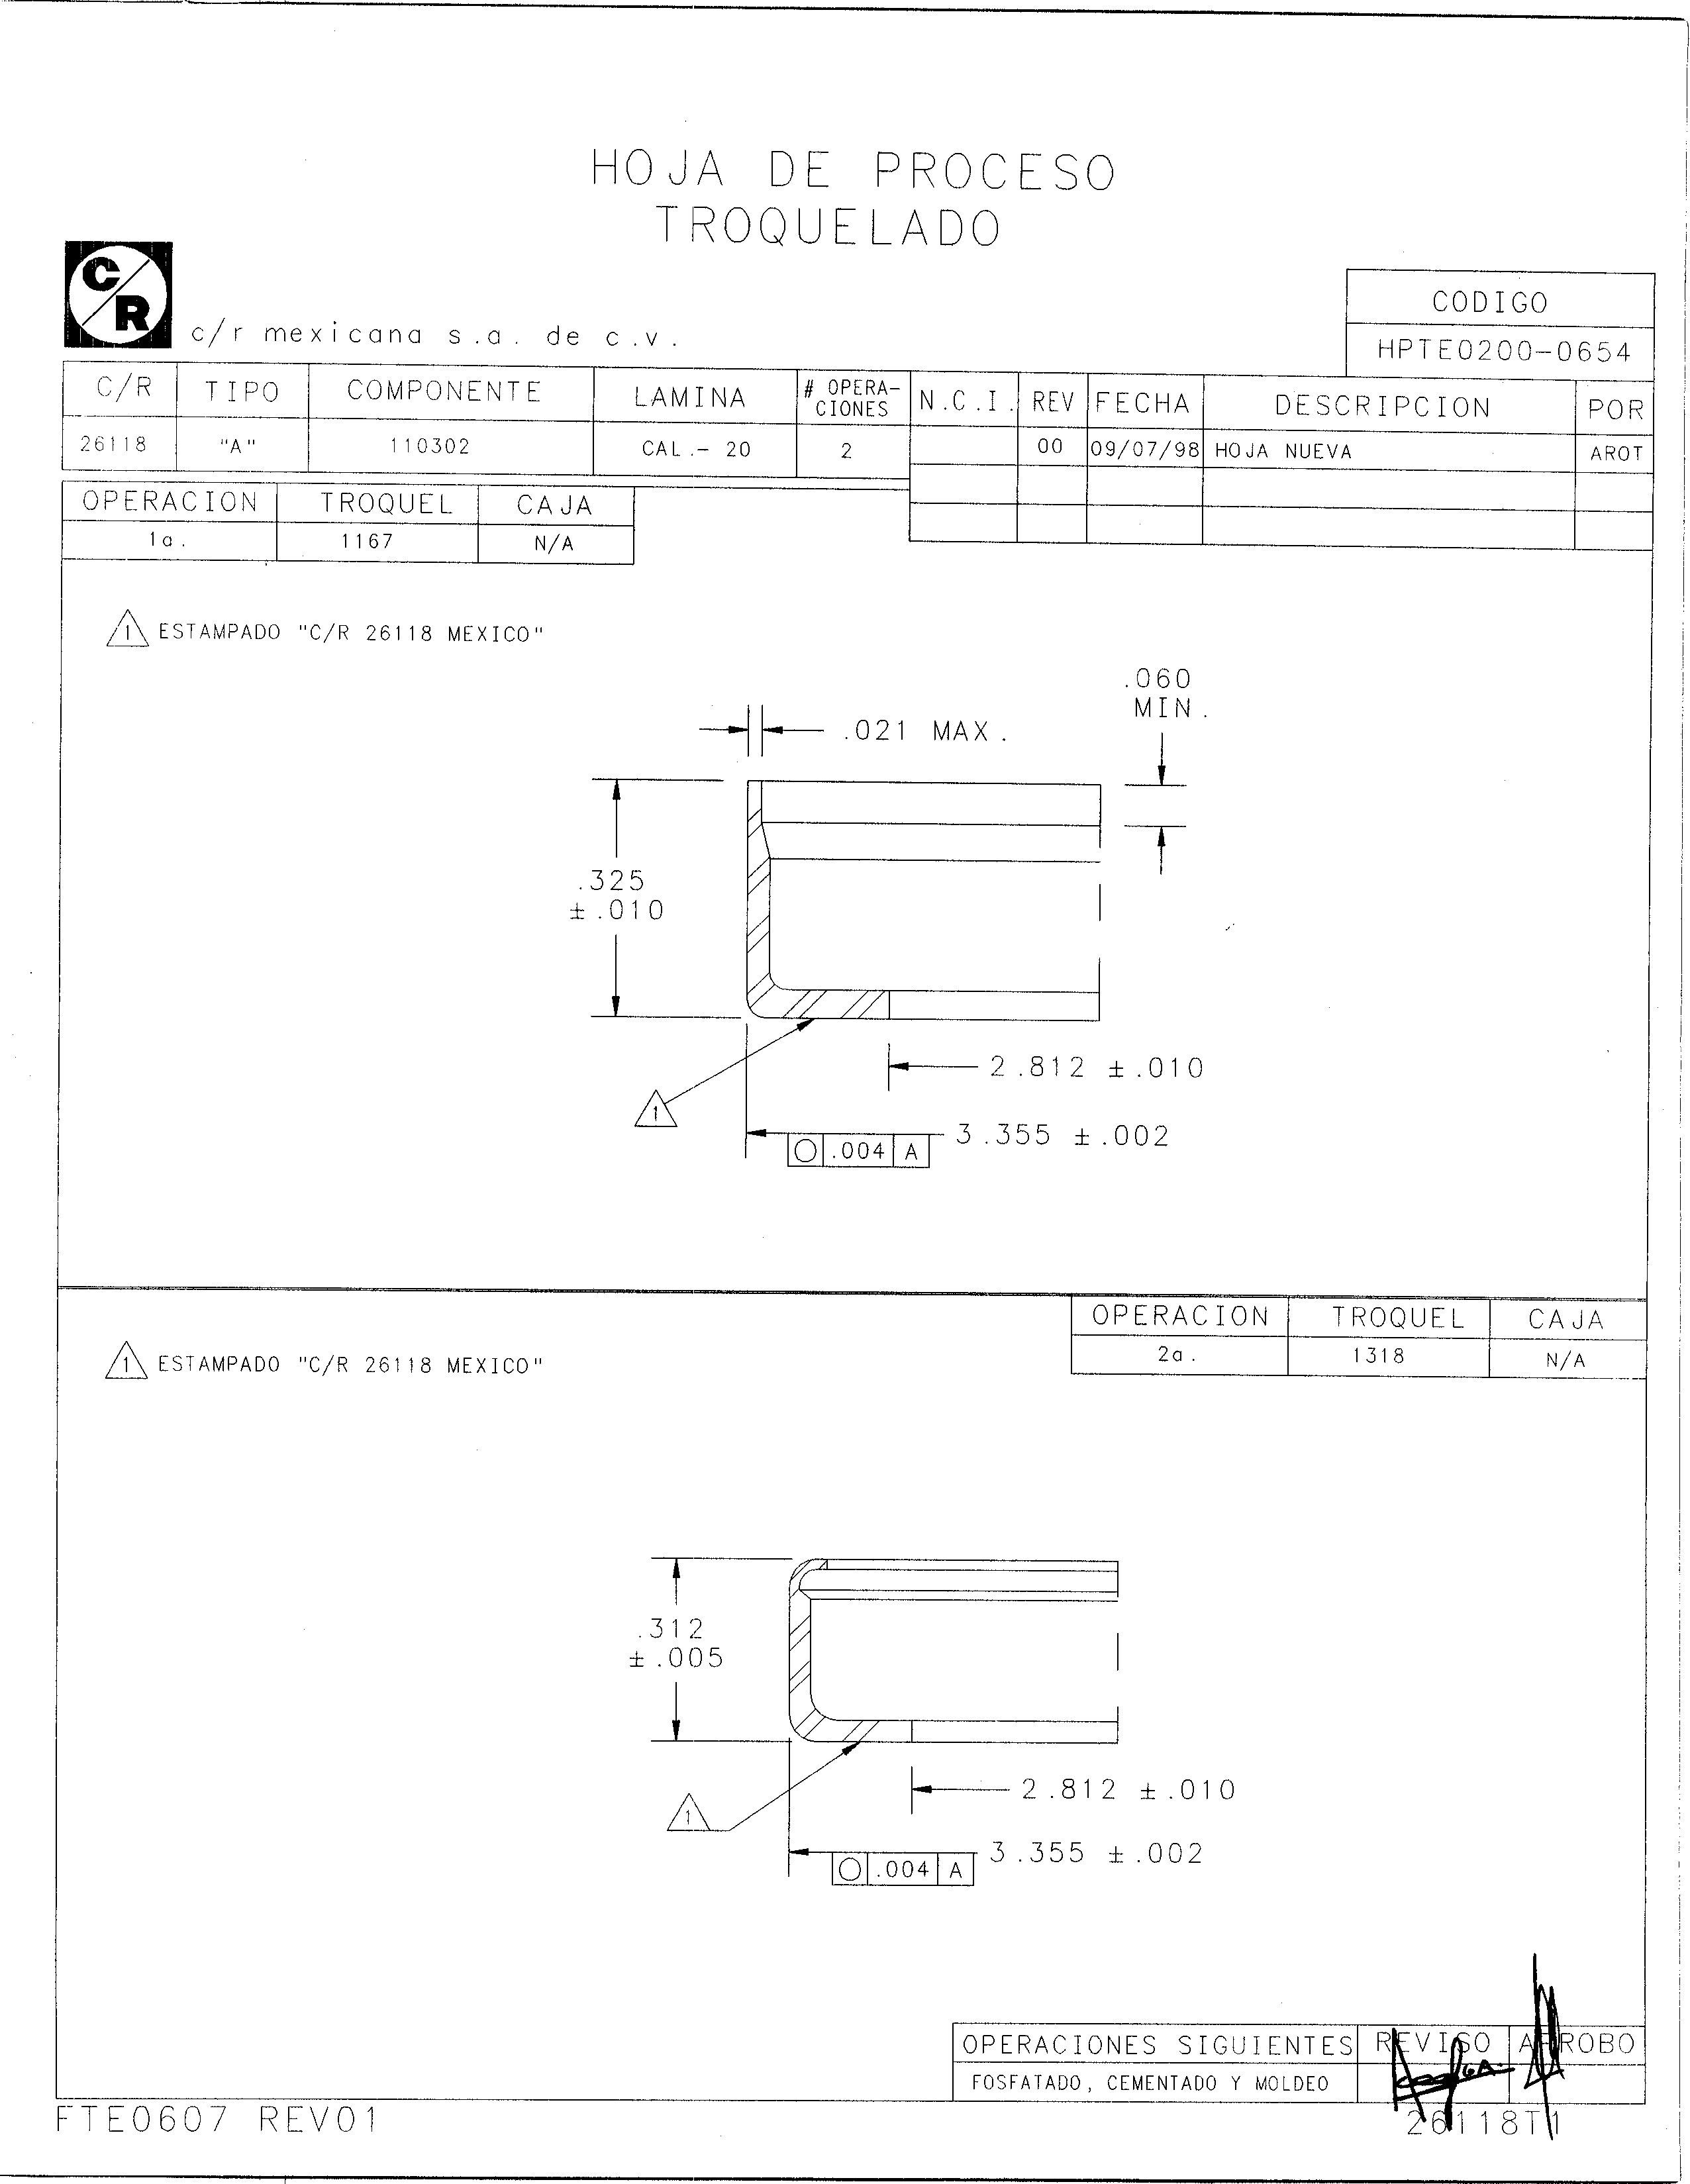 HOJA DE PROCESO
TROQUELADO
C/R
c/r mexicana s.a. de c.v.
CODIGO
HPTE0200-0654
C/R TIPO COMPONENTE LAMINA # OPERA-CIONES N.C.I. REV FECHA DESCRIPCION POR
26118 "A" 110302 CAL.- 20 2 00 09/07/98 HOJA NUEVA AROT
OPERACION TROQUEL CAJA
1a. 1167 N/A
1 ESTAMPADO "C/R 26118 MEXICO"
.060
MIN.
.021 MAX.
.325
±.010
2.812 ±.010
1
3.355 ±.002
○ .004 A
OPERACION TROQUEL CAJA
2a. 1318 N/A
1 ESTAMPADO "C/R 26118 MEXICO"
.312
±.005
2.812 ±.010
1
3.355 ±.002
○ .004 A
OPERACIONES SIGUIENTES REVISO APROBO
FOSFATADO, CEMENTADO Y MOLDEO
FTE0607 REV01
26118T1